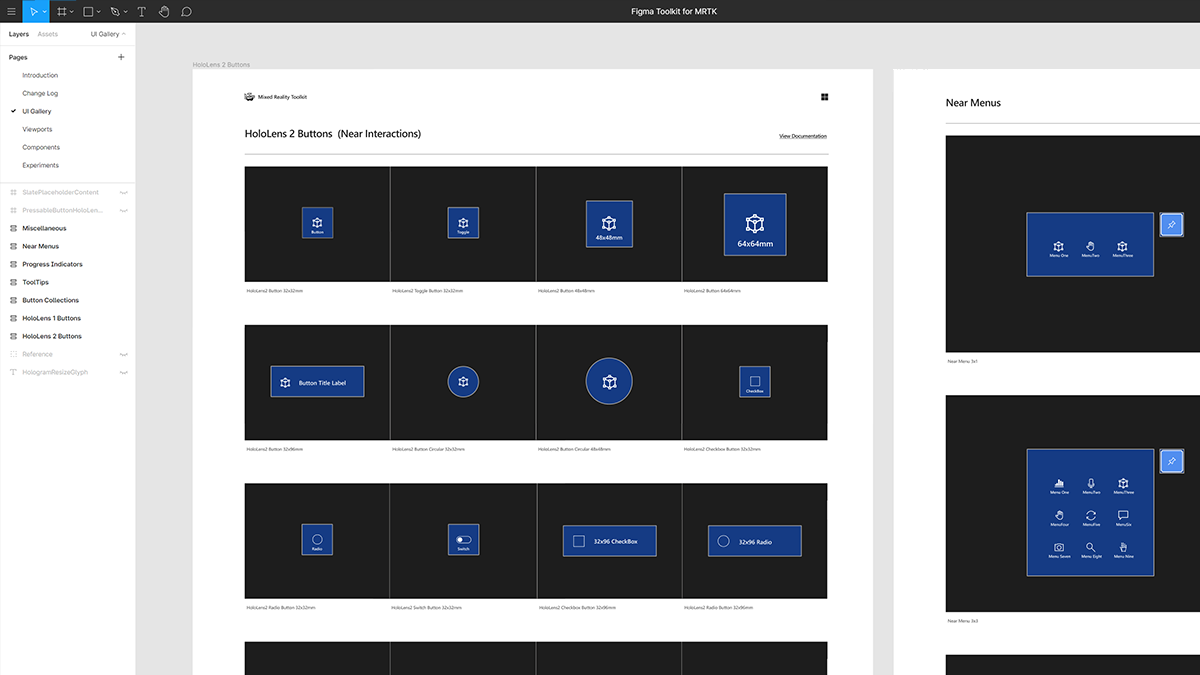 Figma Toolkit for MRTK
Layers
Assets
UI Gallery
Pages
Introduction
Change Log
UI Gallery
Viewports
Components
Experiments
SlatePlaceholderContent
PressableButtonHoloLen...
Miscellaneous
Near Menus
Progress Indicators
ToolTips
Button Collections
HoloLens 1 Buttons
HoloLens 2 Buttons
Reference
HologramResizeGlyph
HoloLens 2 Buttons
Mixed Reality Toolkit
HoloLens 2 Buttons (Near Interactions)
View Documentation
Button
Toggle
48x48mm
64x64mm
HoloLens2 Button 32x32mm
HoloLens2 Toggle Button 32x32mm
HoloLens2 Button 48x48mm
HoloLens2 Button 64x64mm
Button Title Label
CheckBox
HoloLens2 Button 32x96mm
HoloLens2 Button Circular 32x32mm
HoloLens2 Button Circular 48x48mm
HoloLens2 Checkbox Button 32x32mm
Radio
Switch
32x96 CheckBox
32x96 Radio
HoloLens2 Radio Button 32x32mm
HoloLens2 Switch Button 32x32mm
HoloLens2 Checkbox Button 32x96mm
HoloLens2 Radio Button 32x96mm
Near Menus
Menu One
MenuTwo
MenuThree
Near Menu 3x1
Menu One
MenuTwo
MenuThree
MenuFour
MenuFive
MenuSix
Menu Seven
Menu Eight
Menu Nine
Near Menu 3x3